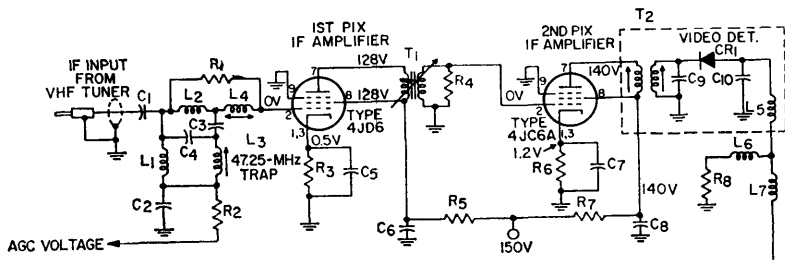 T2
1ST PIX
IF AMPLIFIER
2ND PIX
IF AMPLIFIER
VIDEO DET.
IF INPUT
FROM
VHF TUNER
R1
128V
T1
7
140V
CR1
9
R4
9
7
C9
C10
C1
L2
L4
0V
2
8
128V
0V
2
8
C3
L3
TYPE
4JD6
TYPE
4JC6A
L5
C4
1,3
0.5V
1,3
1.2V
L6
L1
47.25-MHz
TRAP
R3
C5
R6
C7
R8
L7
C2
R2
R5
R7
140V
C6
C8
150V
AGC VOLTAGE